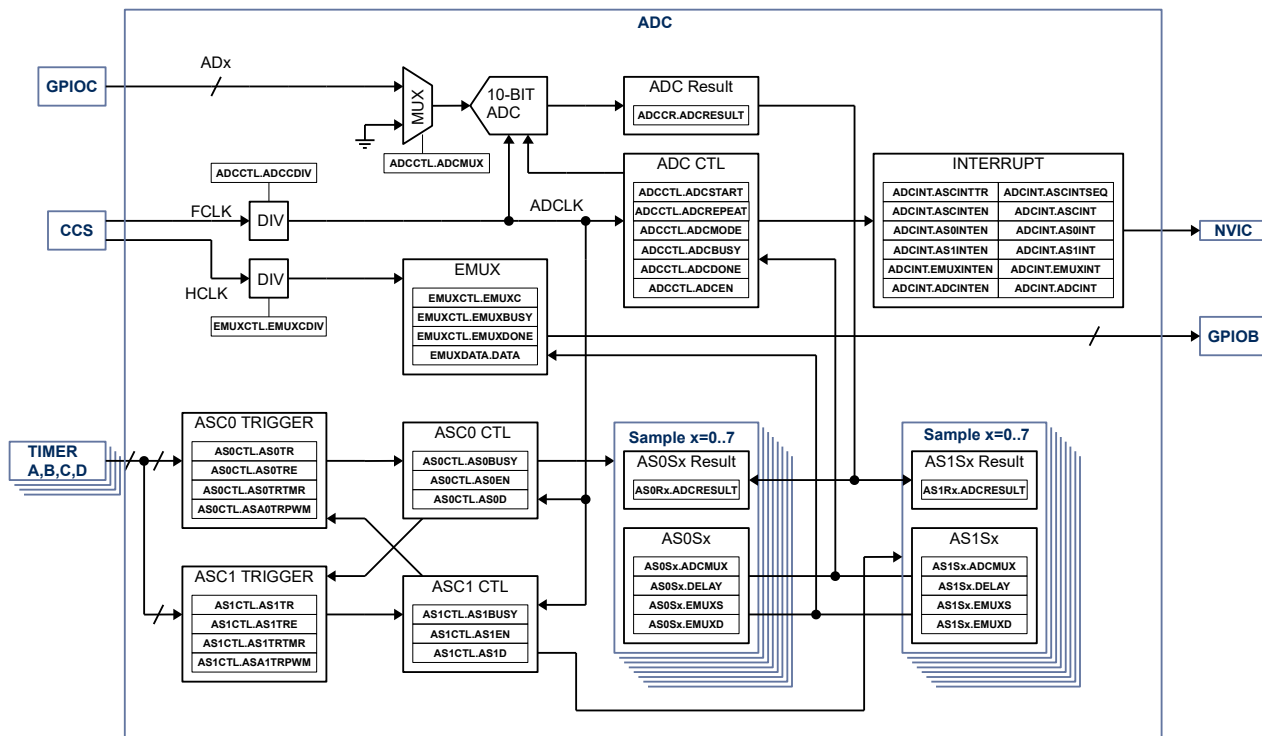 ADC
GPIOC
ADx
MUX
10-BIT
ADC
ADC Result
ADCCR.ADCRESULT
ADCCTL.ADCMUX
ADCCTL.ADCCDIV
CCS
FCLK
DIV
ADCLK
HCLK
DIV
EMUXCTL.EMUXCDIV
ADC CTL
ADCCTL.ADCSTART
ADCCTL.ADCREPEAT
ADCCTL.ADCMODE
ADCCTL.ADCBUSY
ADCCTL.ADCDONE
ADCCTL.ADCEN
INTERRUPT
ADCINT.ASCINTTR ADCINT.ASCINTSEQ
ADCINT.ASCINTEN ADCINT.ASCINT
ADCINT.AS0INTEN ADCINT.AS0INT
ADCINT.AS1INTEN ADCINT.AS1INT
ADCINT.EMUXINTEN ADCINT.EMUXINT
ADCINT.ADCINTEN ADCINT.ADCINT
NVIC
EMUX
EMUXCTL.EMUXC
EMUXCTL.EMUXBUSY
EMUXCTL.EMUXDONE
EMUXDATA.DATA
GPIOB
TIMER
A,B,C,D
ASC0 TRIGGER
AS0CTL.AS0TR
AS0CTL.AS0TRE
AS0CTL.AS0TRTMR
AS0CTL.ASA0TRPWM
ASC0 CTL
AS0CTL.AS0BUSY
AS0CTL.AS0EN
AS0CTL.AS0D
Sample x=0..7
AS0Sx Result
AS0Rx.ADCRESULT
Sample x=0..7
AS1Sx Result
AS1Rx.ADCRESULT
ASC1 TRIGGER
AS1CTL.AS1TR
AS1CTL.AS1TRE
AS1CTL.AS1TRTMR
AS1CTL.ASA1TRPWM
ASC1 CTL
AS1CTL.AS1BUSY
AS1CTL.AS1EN
AS1CTL.AS1D
AS0Sx
AS0Sx.ADCMUX
AS0Sx.DELAY
AS0Sx.EMUXS
AS0Sx.EMUXD
AS1Sx
AS1Sx.ADCMUX
AS1Sx.DELAY
AS1Sx.EMUXS
AS1Sx.EMUXD